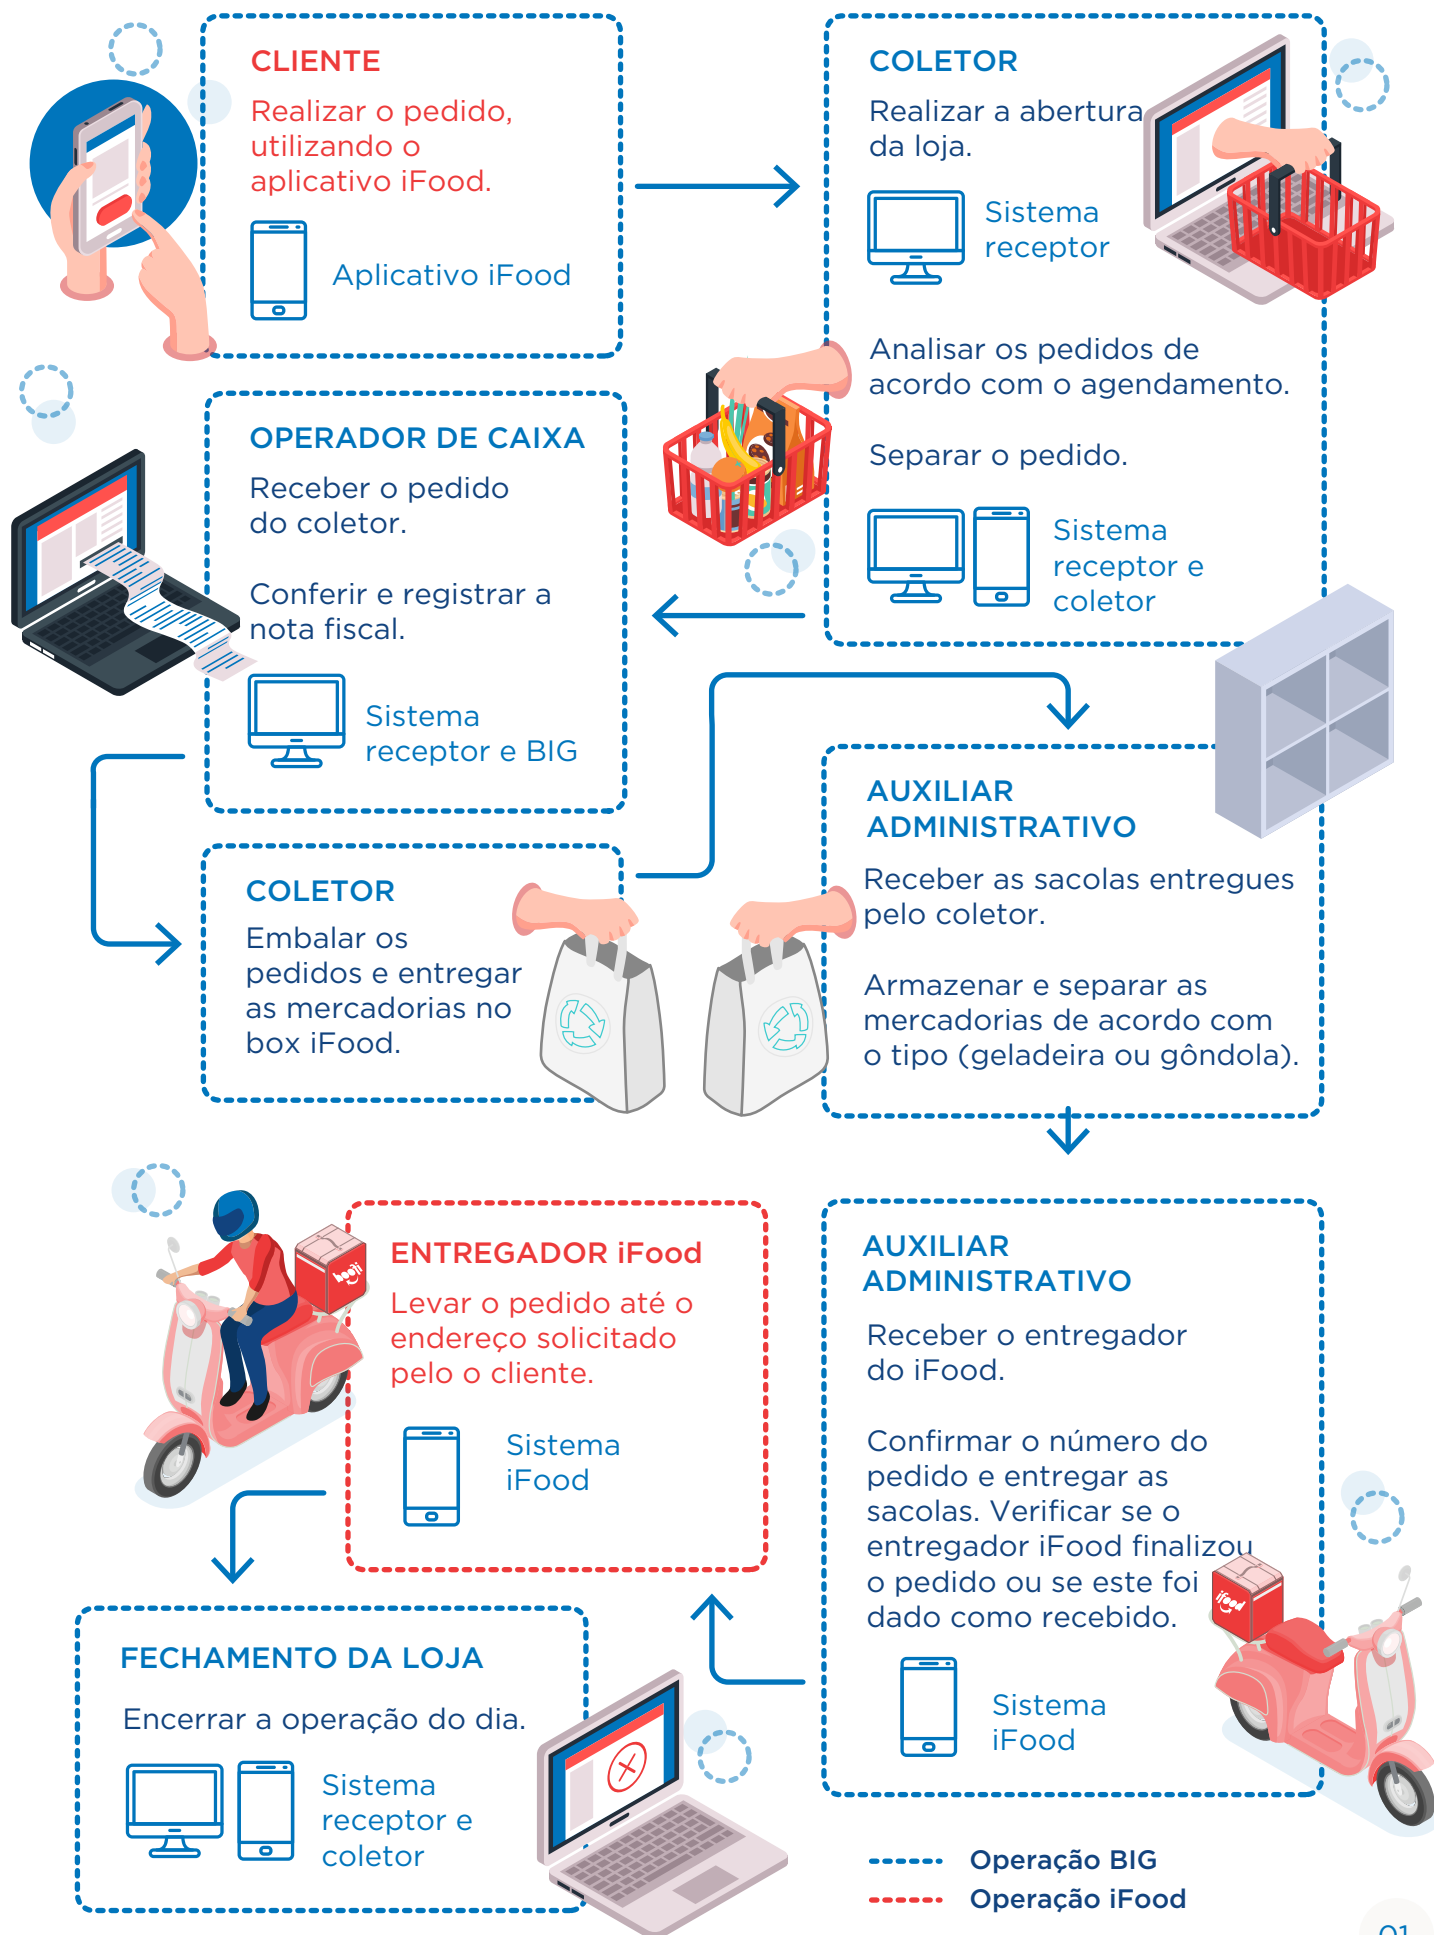 CLIENTE
Realizar o pedido,
utilizando o
aplicativo iFood.
Aplicativo iFood
COLETOR
Realizar a abertura
da loja.
Sistema
receptor
Analisar os pedidos de
acordo com o agendamento.
Separar o pedido.
Sistema
receptor e
coletor
OPERADOR DE CAIXA
Receber o pedido
do coletor.
Conferir e registrar a
nota fiscal.
Sistema
receptor e BIG
COLETOR
Embalar os
pedidos e entregar
as mercadorias no
box iFood.
AUXILIAR
ADMINISTRATIVO
Receber as sacolas entregues
pelo coletor.
Armazenar e separar as
mercadorias de acordo com
o tipo (geladeira ou gôndola).
AUXILIAR
ADMINISTRATIVO
Receber o entregador
do iFood.
Confirmar o número do
pedido e entregar as
sacolas. Verificar se o
entregador iFood finalizou
o pedido ou se este foi
dado como recebido.
Sistema
iFood
ifood
ENTREGADOR iFood
Levar o pedido até o
endereço solicitado
pelo o cliente.
Sistema
iFood
ifood
FECHAMENTO DA LOJA
Encerrar a operação do dia.
Sistema
receptor e
coletor
Operação BIG
Operação iFood
01